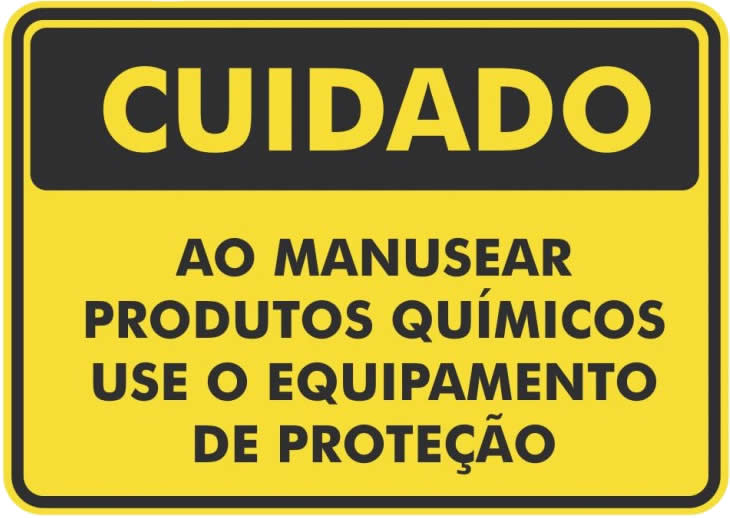 CUIDADO
AO MANUSEAR
PRODUTOS QUÍMICOS
USE O EQUIPAMENTO
DE PROTEÇÃO